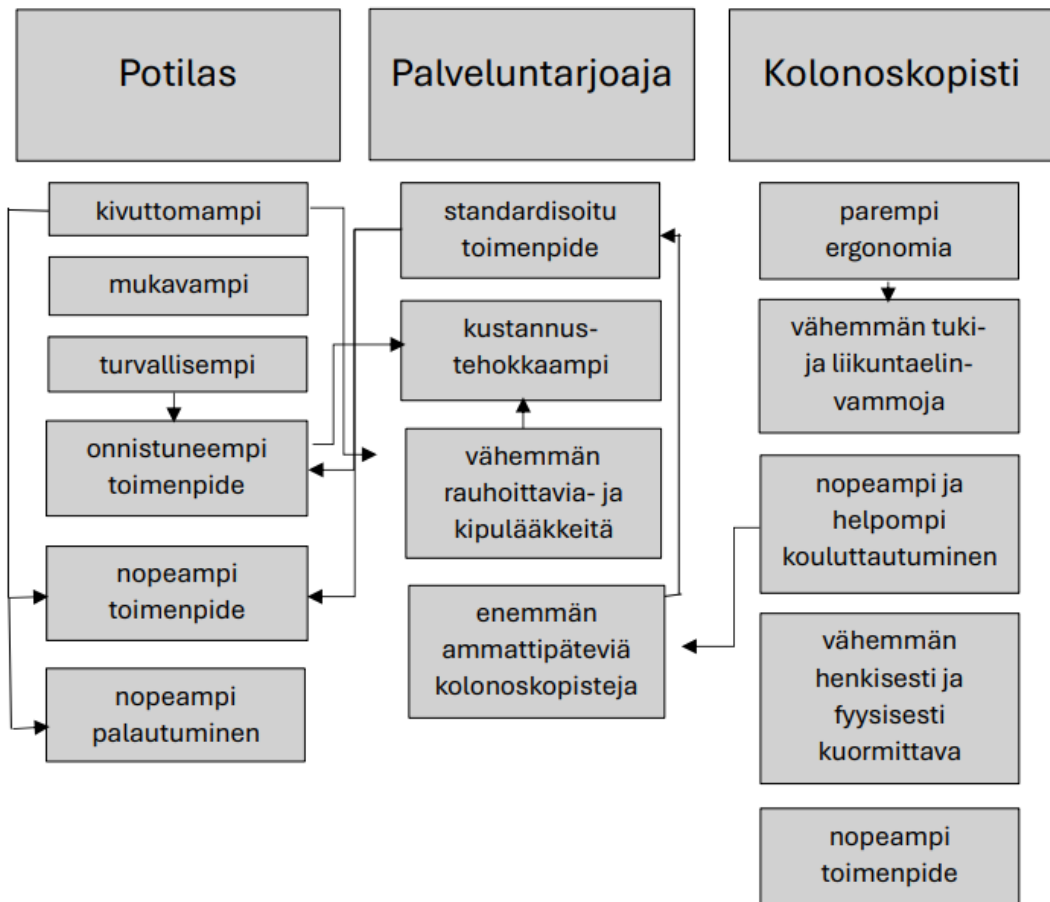 Potilas
kivuttomampi
mukavampi
turvallisempi
onnistuneempi
toimenpide
nopeampi
toimenpide
nopeampi
palautuminen
Palveluntarjoaja
standardisoitu
toimenpide
kustannus-
tehokkaampi
vähemmän
rauhoittavia- ja
kipulääkkeitä
enemmän
ammattipäteviä
kolonoskopisteja
Kolonoskopisti
parempi
ergonomia
vähemmän tuki-
ja liikuntaelin-
vammoja
nopeampi ja
helpompi
kouluttautuminen
vähemmän
henkisesti ja
fyysisesti
kuormittava
nopeampi
toimenpide